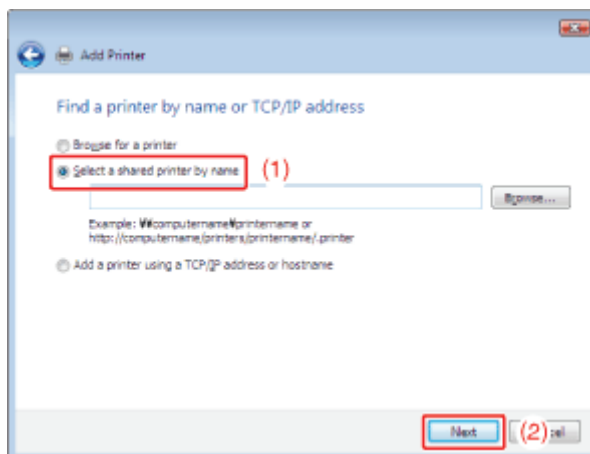 Add Printer
Find a printer by name or TCP/IP address
Browse for a printer
Select a shared printer by name (1)
Browse...
Example: ¥¥computername¥printername or
http://computername/printers/printername/.printer
Add a printer using a TCP/IP address or hostname
Next (2)